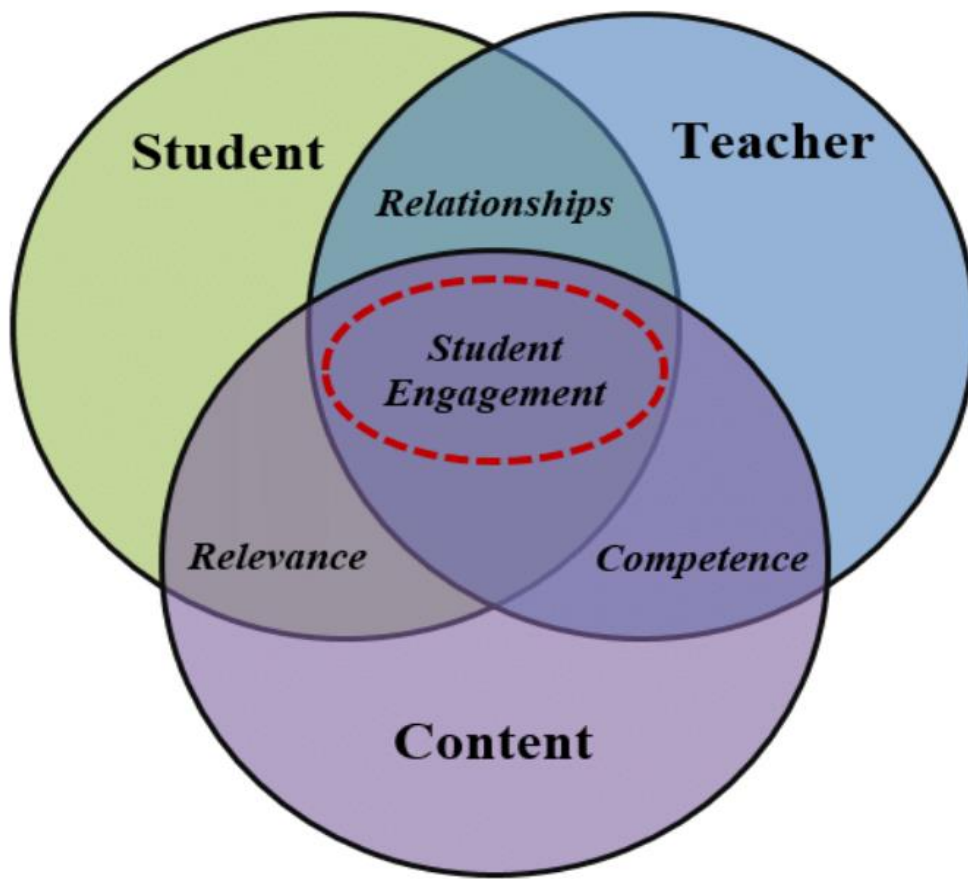 Student
Teacher
Relationships
Student
Engagement
Relevance
Competence
Content